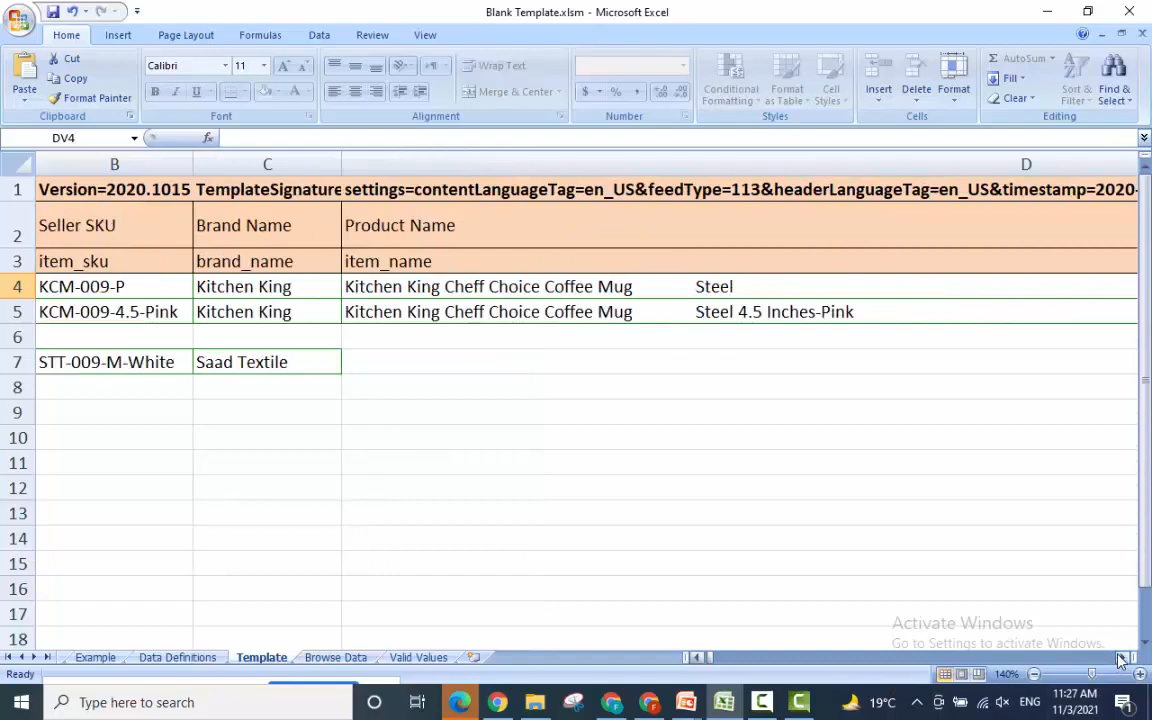 Blank Template.xlsm - Microsoft Excel
Home Insert Page Layout Formulas Data Review View
Paste
Cut
Copy
Format Painter
Clipboard
Calibri 11
B I U
Font
Wrap Text
Merge & Center
Alignment
$ % ,
Number
Conditional Formatting
Format as Table
Cell Styles
Styles
Insert Delete Format
Cells
AutoSum
Fill
Clear
Sort & Filter
Find & Select
Editing
DV4 fx
B C D
1 Version=2020.1015 TemplateSignature settings=contentLanguageTag=en_US&feedType=113&headerLanguageTag=en_US&timestamp=2020-
2 Seller SKU Brand Name Product Name
3 item_sku brand_name item_name
4 KCM-009-P Kitchen King Kitchen King Cheff Choice Coffee Mug Steel
5 KCM-009-4.5-Pink Kitchen King Kitchen King Cheff Choice Coffee Mug Steel 4.5 Inches-Pink
6
7 STT-009-M-White Saad Textile
8
9
10
11
12
13
14
15
16
17
18
Activate Windows
Go to Settings to activate Windows.
Example Data Definitions Template Browse Data Valid Values
Ready 140%
Type here to search
19°C
ENG
11:27 AM
11/3/2021
1